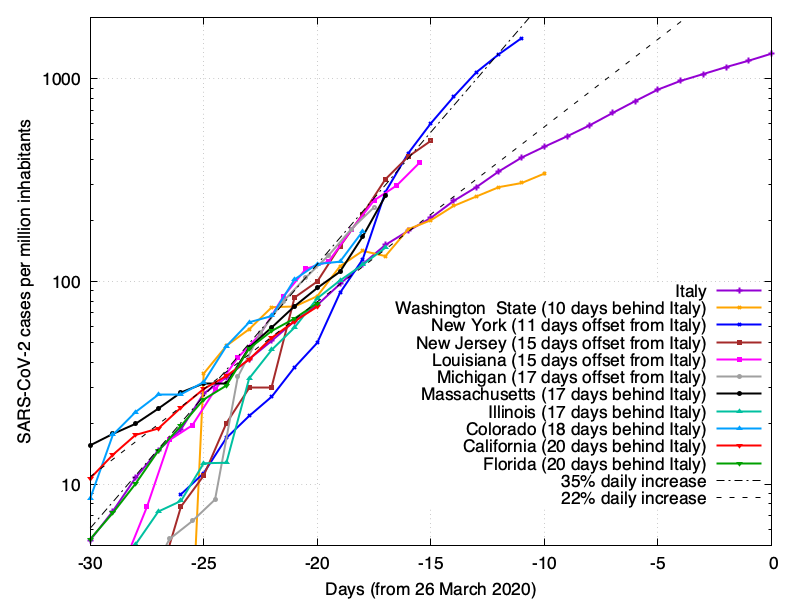 1000
100
10
SARS-CoV-2 cases per million inhabitants
Italy
Washington  State (10 days behind Italy)
New York (11 days offset from Italy)
New Jersey (15 days offset from Italy)
Louisiana (15 days offset from Italy)
Michigan (17 days offset from Italy)
Massachusetts (17 days behind Italy)
Illinois (17 days behind Italy)
Colorado (18 days behind Italy)
California (20 days behind Italy)
Florida (20 days behind Italy)
35% daily increase
22% daily increase
-30 -25 -20 -15 -10 -5 0
Days (from 26 March 2020)